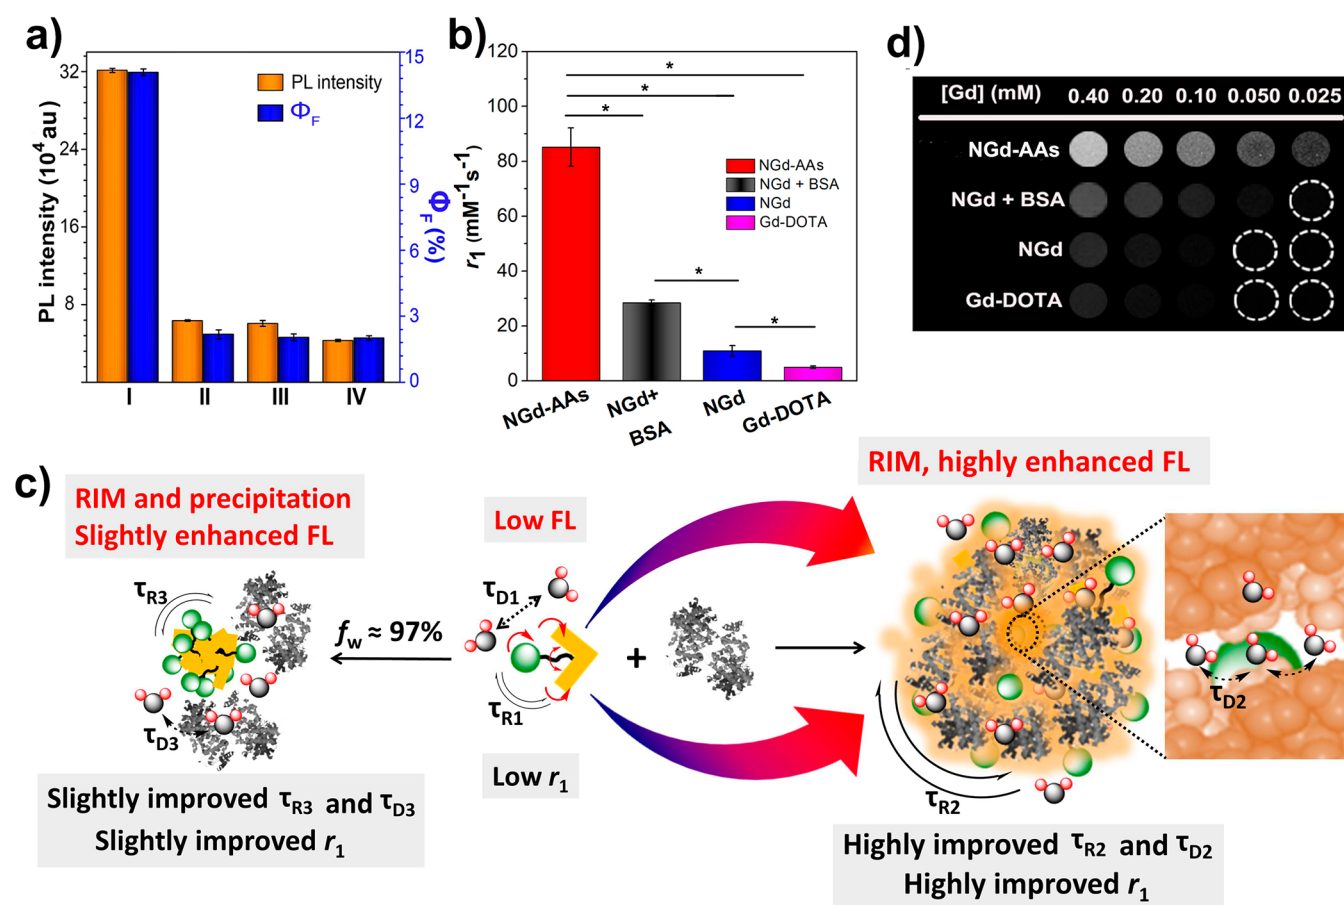 a)
PL intensity (10⁴ au)
32
24
16
8
PL intensity
Φ_F
15
12
9
6
3
0
Φ_F (%)
I II III IV
b)
r₁ (mM⁻¹s⁻¹)
120
100
80
60
40
20
0
* * * * *
NGd-AAs
NGd + BSA
NGd
Gd-DOTA
NGd-AAs
NGd+
BSA
NGd
Gd-DOTA
d)
[Gd] (mM) 0.40 0.20 0.10 0.050 0.025
NGd-AAs
NGd + BSA
NGd
Gd-DOTA
c)
RIM and precipitation
Slightly enhanced FL
τ_R3
τ_D3
Slightly improved τ_R3 and τ_D3
Slightly improved r₁
f_w ≈ 97%
Low FL
τ_D1
τ_R1
Low r₁
+
RIM, highly enhanced FL
τ_R2
τ_D2
Highly improved τ_R2 and τ_D2
Highly improved r₁